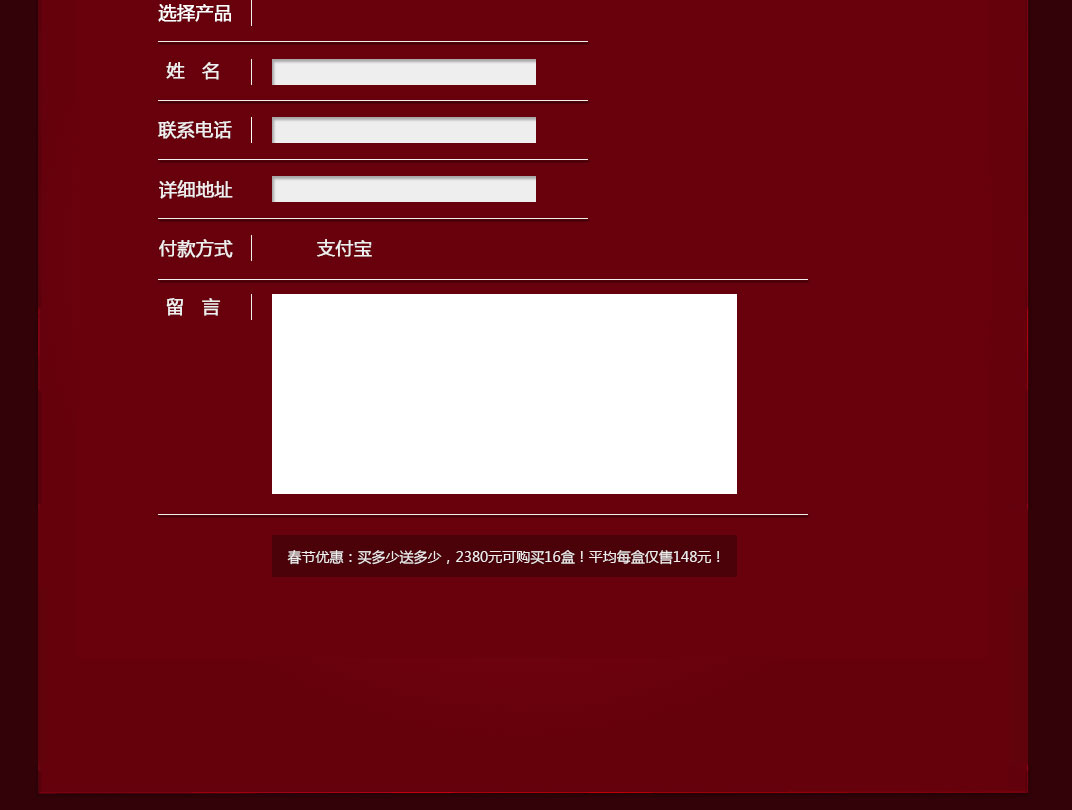 选择产品
姓 名
联系电话
详细地址
付款方式 支付宝
留 言
春节优惠：买多少送多少，2380元可购买16盒！平均每盒仅售148元！